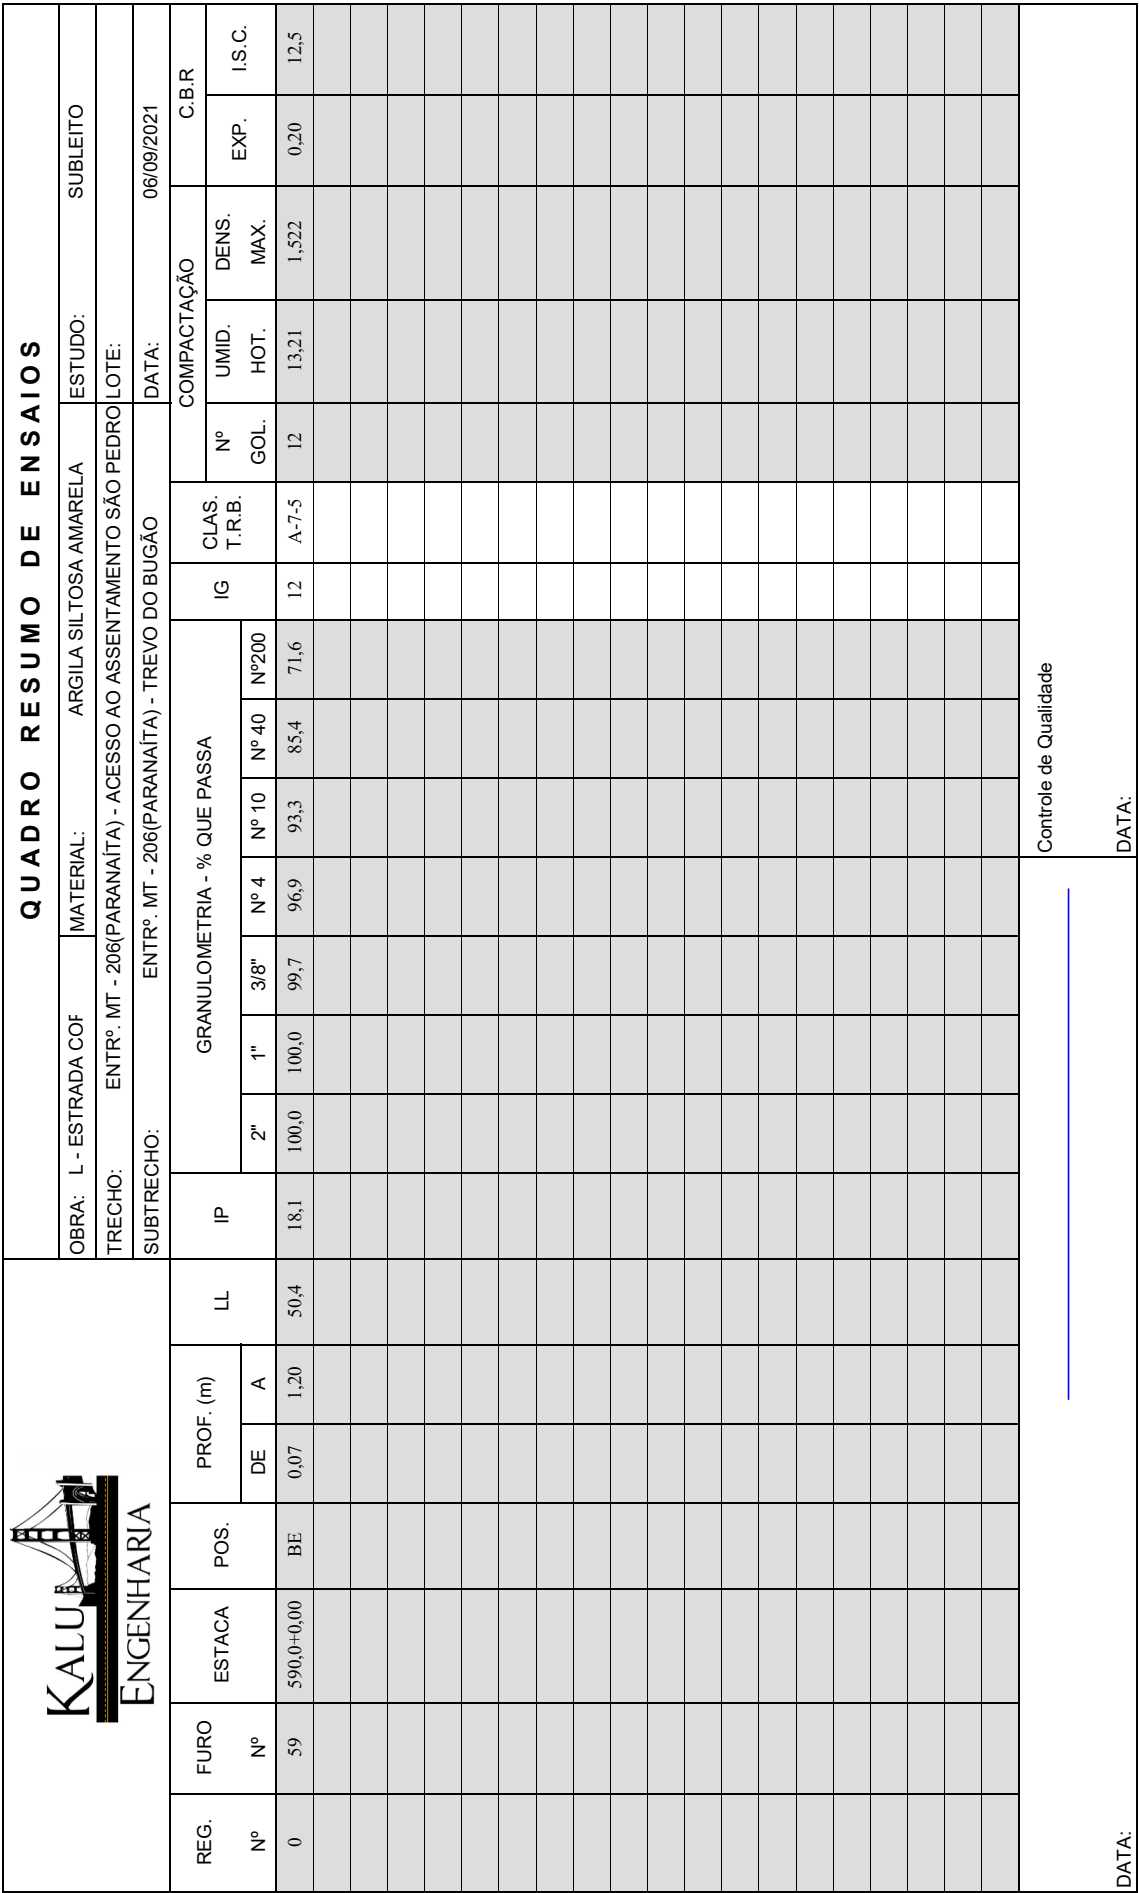 KALU
ENGENHARIA
QUADRO RESUMO DE ENSAIOS
OBRA: L - ESTRADA COF MATERIAL: ARGILA SILTOSA AMARELA ESTUDO: SUBLEITO
TRECHO: ENTRº. MT - 206(PARANAÍTA) - ACESSO AO ASSENTAMENTO SÃO PEDRO LOTE:
SUBTRECHO: ENTRº. MT - 206(PARANAÍTA) - TREVO DO BUGÃO DATA: 06/09/2021
REG. Nº FURO Nº ESTACA POS. PROF. (m) LL IP GRANULOMETRIA - % QUE PASSA IG CLAS. T.R.B. COMPACTAÇÃO C.B.R
DE A 2" 1" 3/8" Nº 4 Nº 10 Nº 40 Nº200 Nº GOL. UMID. HOT. DENS. MAX. EXP. I.S.C.
0 59 590,0+0,00 BE 0,07 1,20 50,4 18,1 100,0 100,0 99,7 96,9 93,3 85,4 71,6 12 A-7-5 12 13,21 1,522 0,20 12,5
Controle de Qualidade
DATA: DATA: